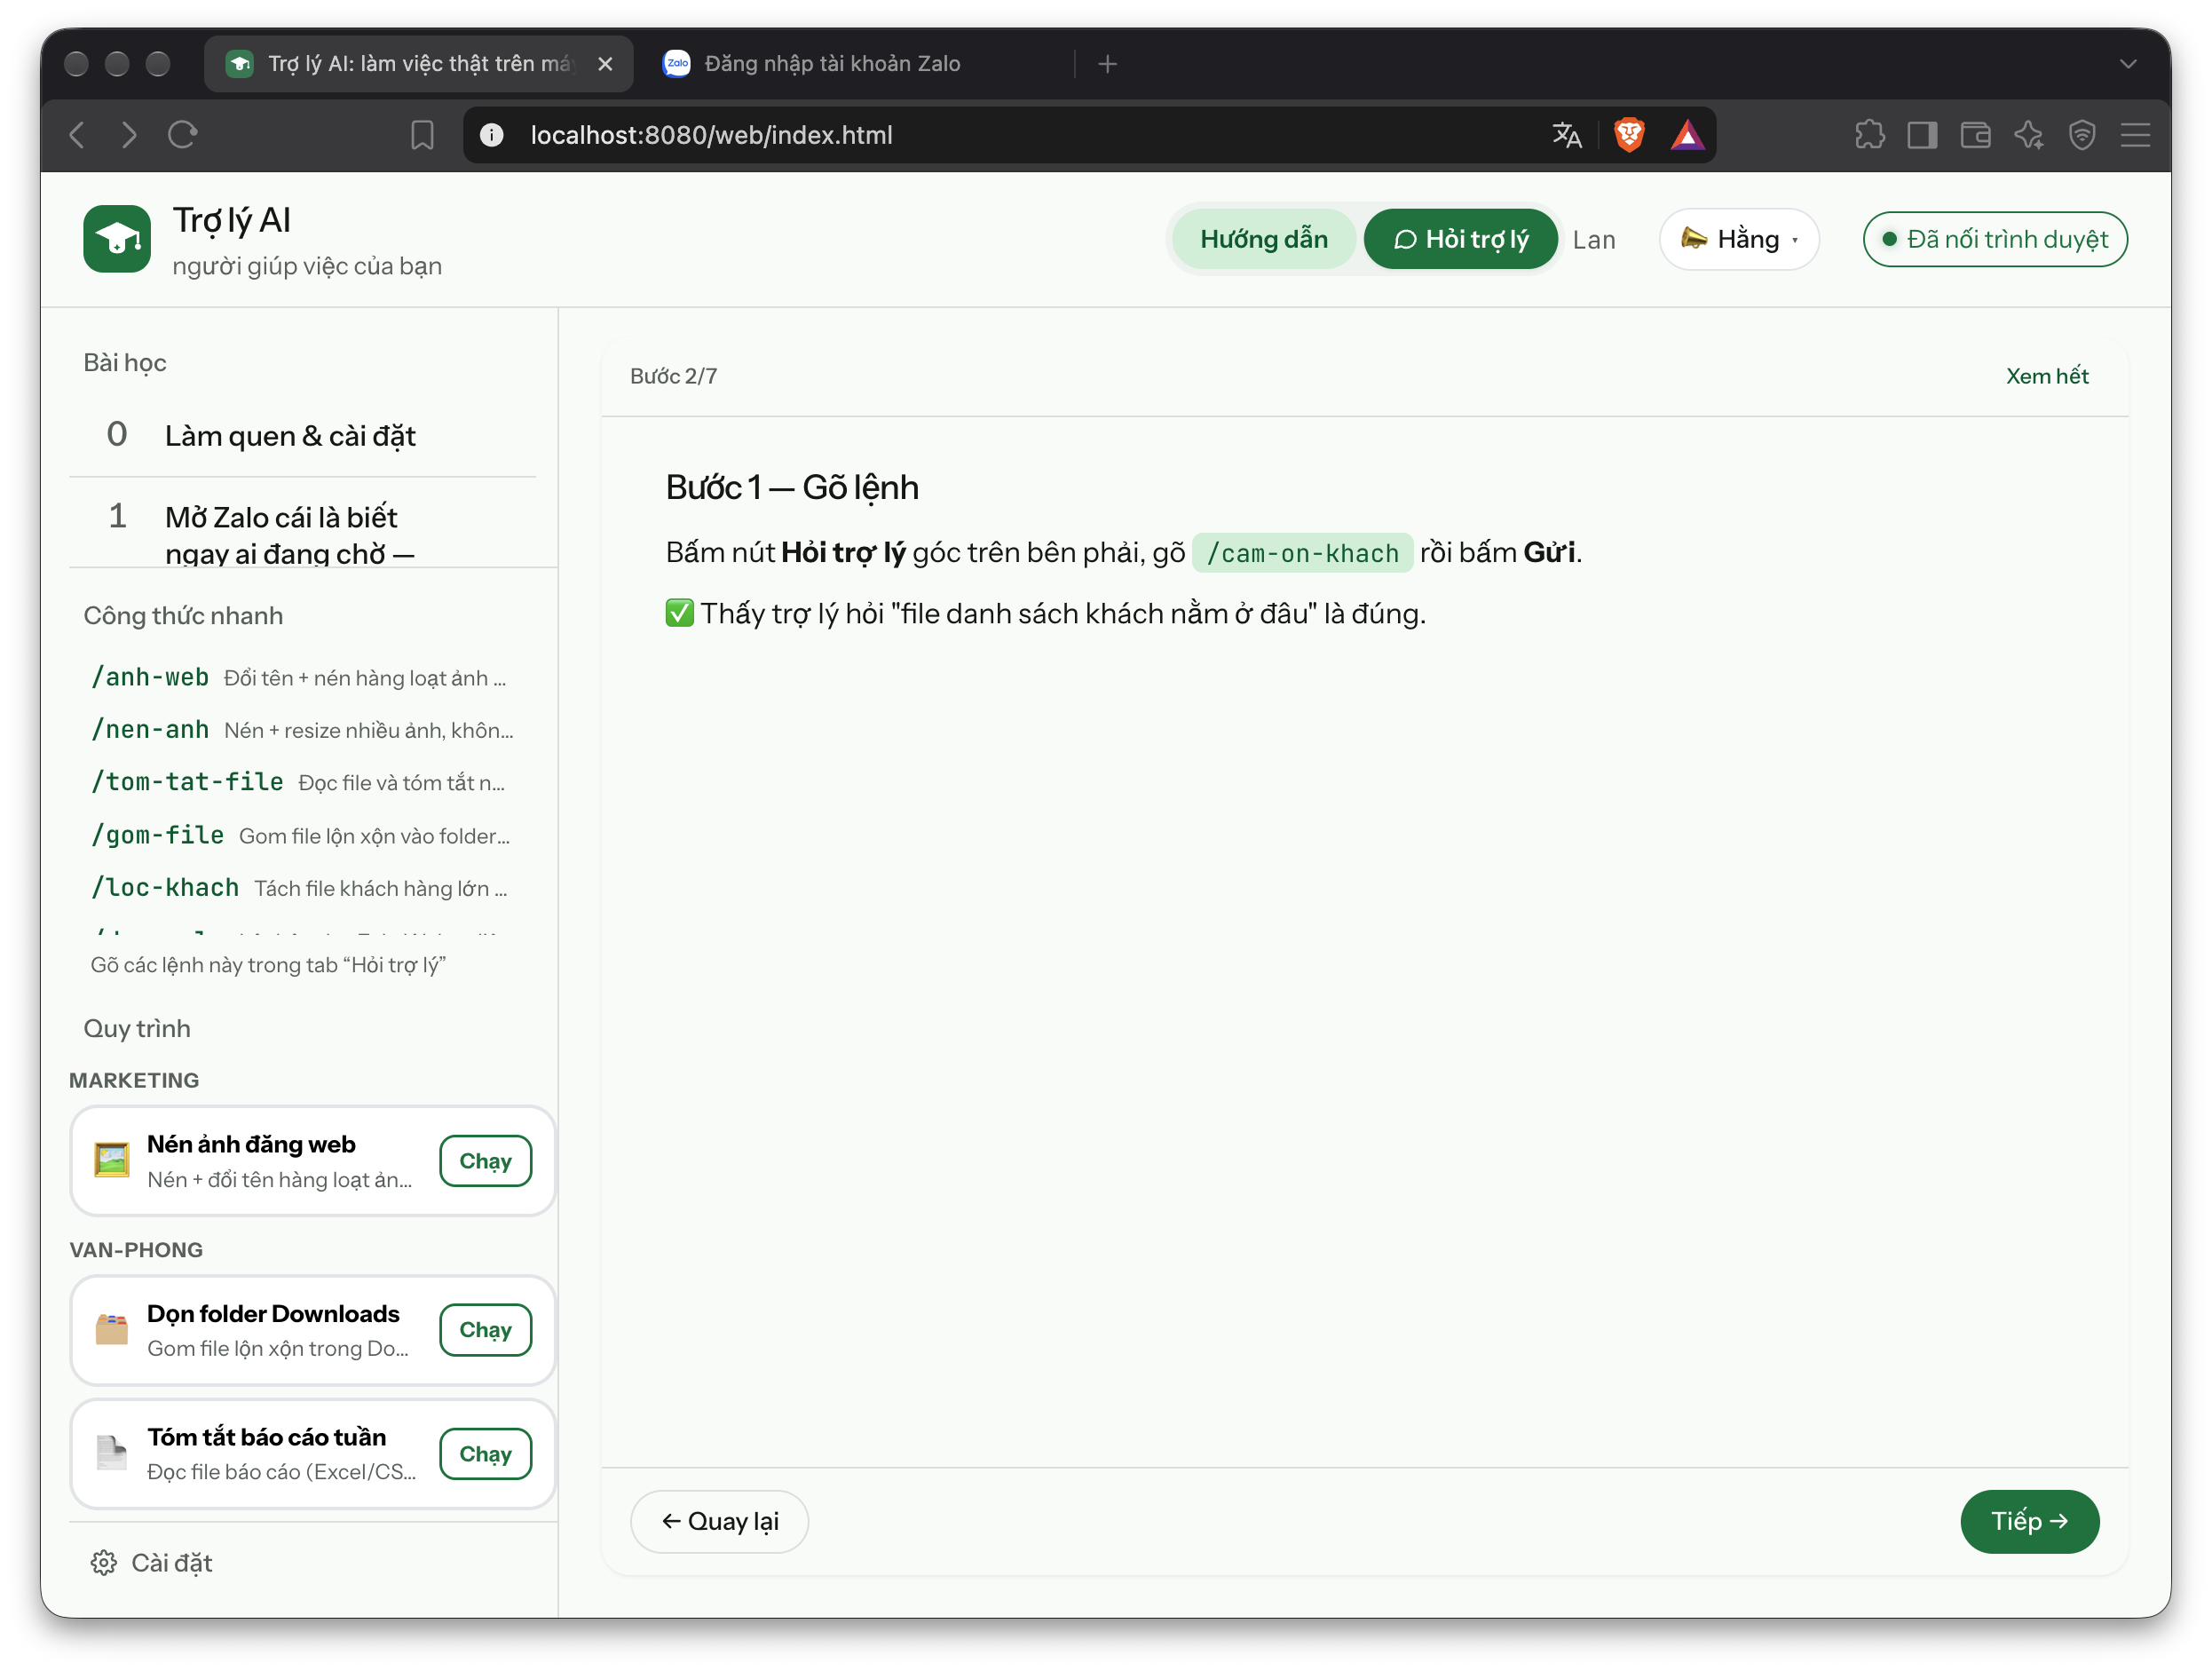 Trợ lý AI: làm việc thật trên
Đăng nhập tài khoản Zalo
localhost:8080/web/index.html
Trợ lý AI
người giúp việc của bạn
Hướng dẫn
Hỏi trợ lý
Lan
Hằng
Đã nối trình duyệt
Bài học
0 Làm quen & cài đặt
1 Mở Zalo cái là biết
ngay ai đang chờ —
Công thức nhanh
/anh-web Đổi tên + nén hàng loạt ảnh ...
/nen-anh Nén + resize nhiều ảnh, khôn...
/tom-tat-file Đọc file và tóm tắt n...
/gom-file Gom file lộn xộn vào folder...
/loc-khach Tách file khách hàng lớn ...
Gõ các lệnh này trong tab “Hỏi trợ lý”
Quy trình
MARKETING
Nén ảnh đăng web
Nén + đổi tên hàng loạt ản...
Chạy
VAN-PHONG
Dọn folder Downloads
Gom file lộn xộn trong Do...
Chạy
Tóm tắt báo cáo tuần
Đọc file báo cáo (Excel/CS...
Chạy
Cài đặt
Bước 2/7
Xem hết
Bước 1 — Gõ lệnh
Bấm nút Hỏi trợ lý góc trên bên phải, gõ /cam-on-khach rồi bấm Gửi.
✅ Thấy trợ lý hỏi "file danh sách khách nằm ở đâu" là đúng.
← Quay lại
Tiếp →